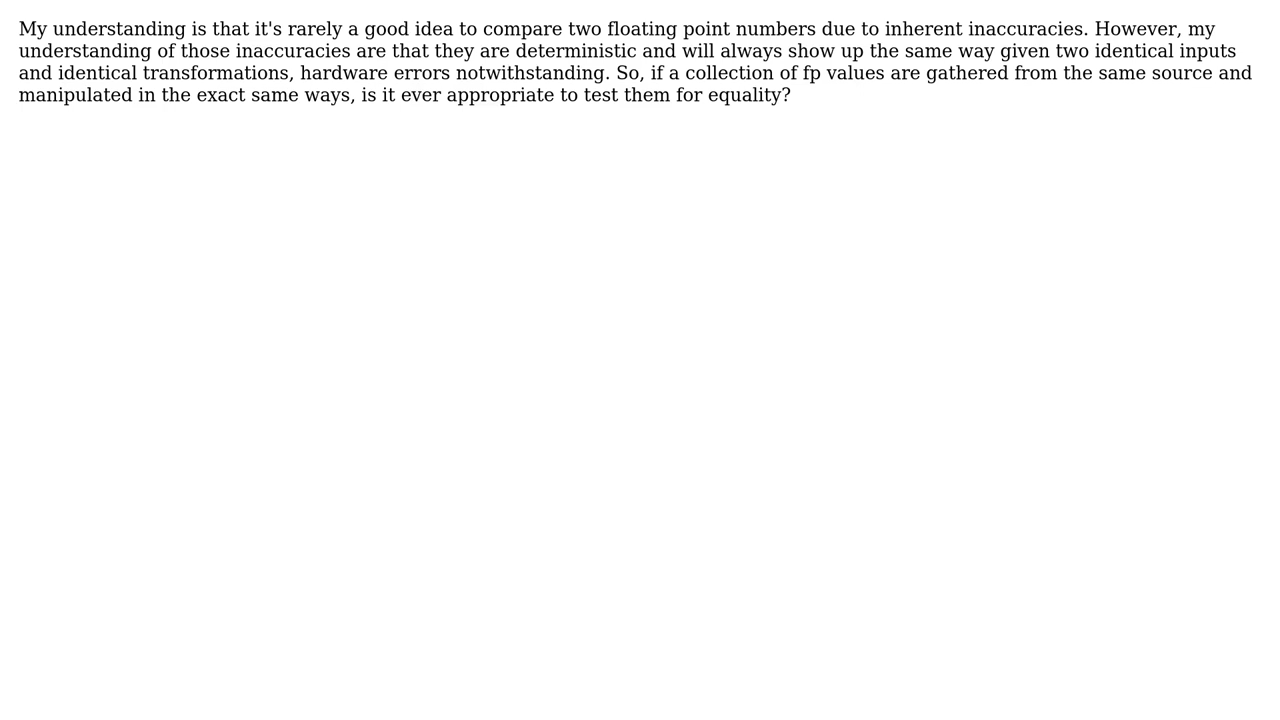 My understanding is that it's rarely a good idea to compare two floating point numbers due to inherent inaccuracies. However, my
understanding of those inaccuracies are that they are deterministic and will always show up the same way given two identical inputs
and identical transformations, hardware errors notwithstanding. So, if a collection of fp values are gathered from the same source and
manipulated in the exact same ways, is it ever appropriate to test them for equality?